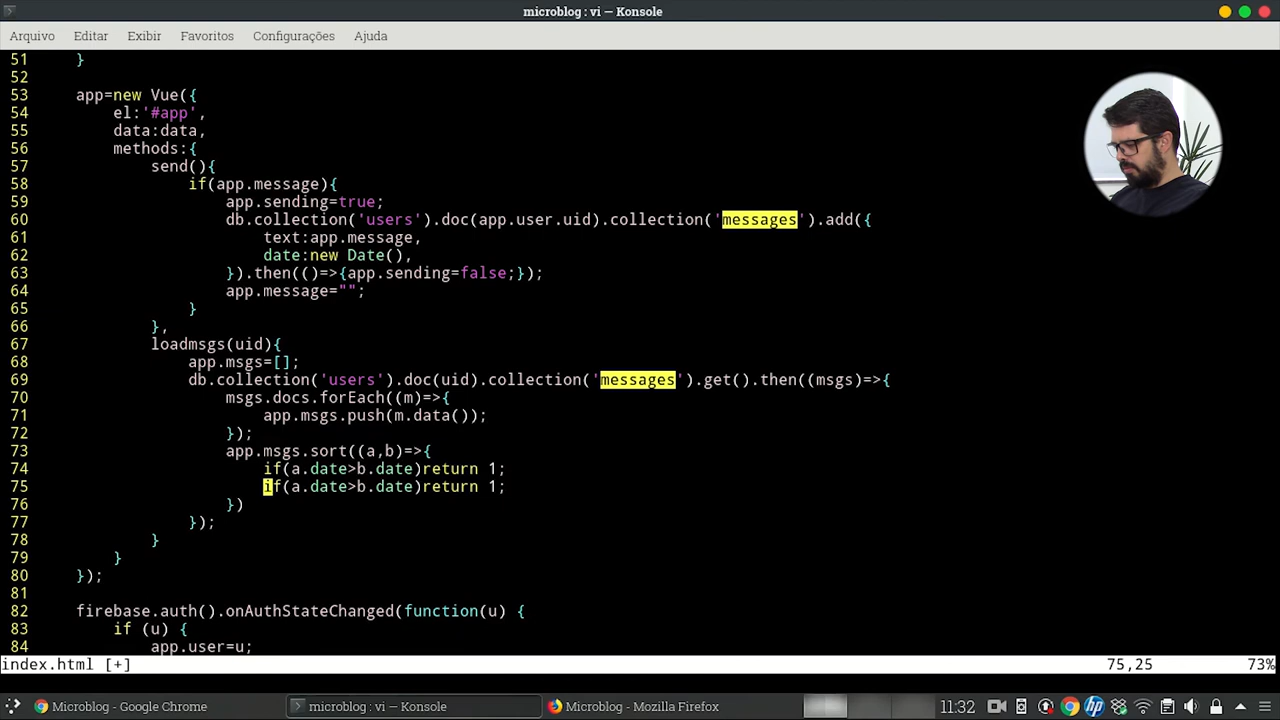 microblog : vi — Konsole
Arquivo Editar Exibir Favoritos Configurações Ajuda
51 }
52
53 app=new Vue({
54 el:'#app',
55 data:data,
56 methods:{
57 send(){
58 if(app.message){
59 app.sending=true;
60 db.collection('users').doc(app.user.uid).collection('messages').add({
61 text:app.message,
62 date:new Date(),
63 }).then(()=>{app.sending=false;});
64 app.message="";
65 }
66 },
67 loadmsgs(uid){
68 app.msgs=[];
69 db.collection('users').doc(uid).collection('messages').get().then((msgs)=>{
70 msgs.docs.forEach((m)=>{
71 app.msgs.push(m.data());
72 });
73 app.msgs.sort((a,b)=>{
74 if(a.date>b.date)return 1;
75 if(a.date>b.date)return 1;
76 })
77 });
78 }
79 }
80 });
81
82 firebase.auth().onAuthStateChanged(function(u) {
83 if (u) {
84 app.user=u;
index.html [+] 75,25 73%
Microblog - Google Chrome microblog : vi — Konsole Microblog - Mozilla Firefox 11:32